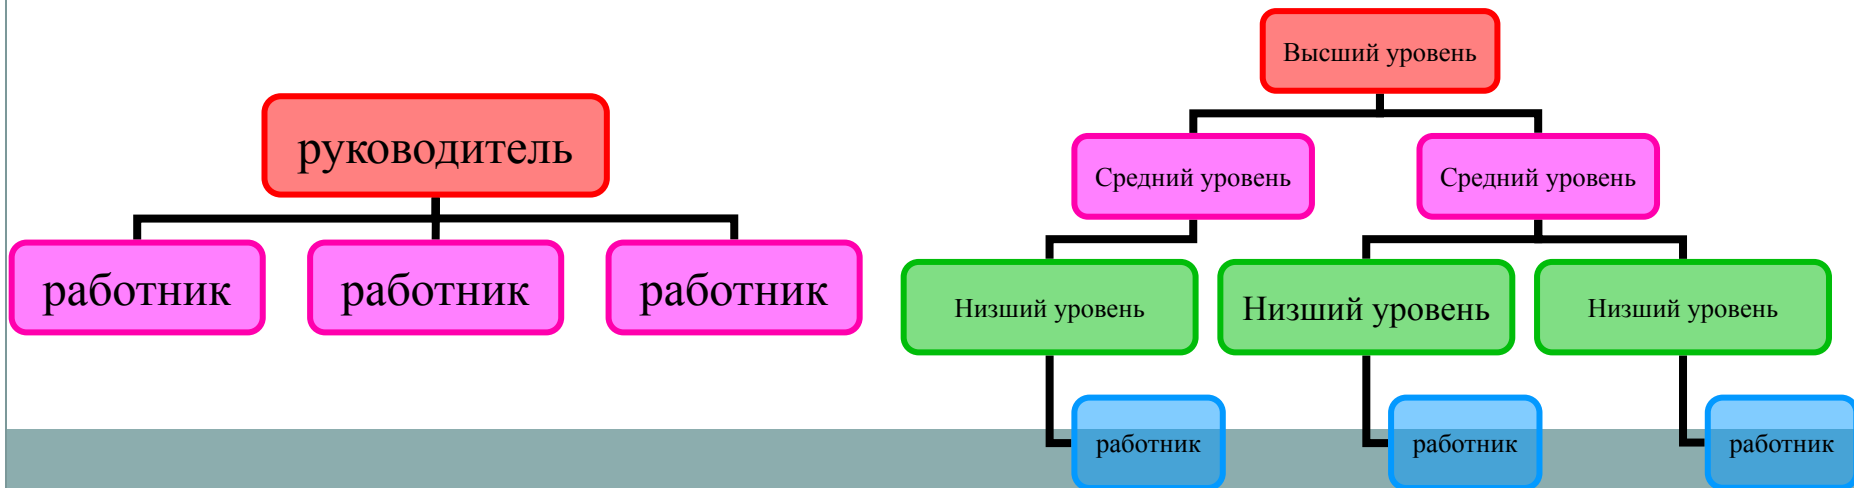 руководитель
работник
работник
работник
Высший уровень
Средний уровень
Средний уровень
Низший уровень
Низший уровень
Низший уровень
работник
работник
работник